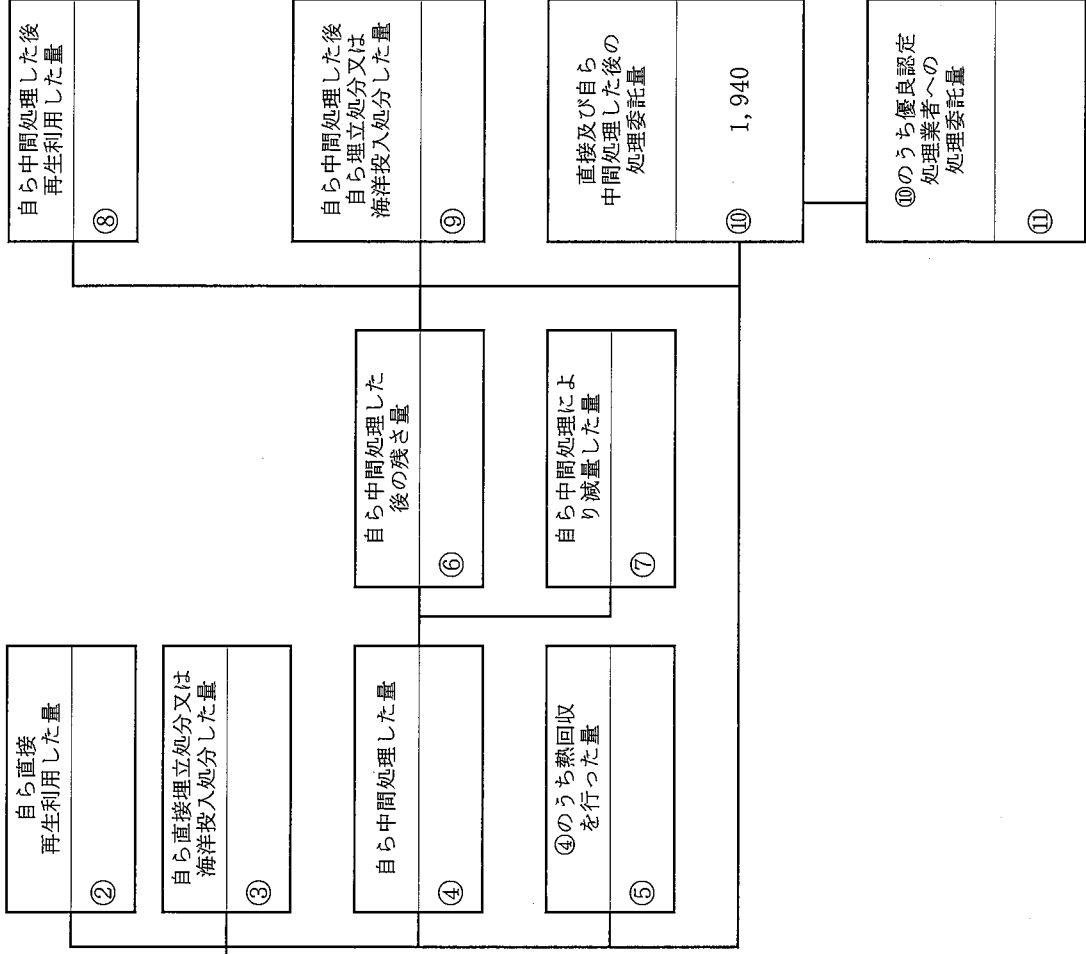 自ら直接
再生利用した量
②
自ら直接埋立処分又は
海洋投入処分した量
③
自ら中間処理した量
④
④のうち熱回収
を行った量
⑤
自ら中間処理した
後の残さ量
⑥
自ら中間処理によ
り減量した量
⑦
自ら中間処理した後
再生利用した量
⑧
自ら中間処理した後
自ら埋立処分又は
海洋投入処分した量
⑨
直接及び自ら
中間処理した後の
処理委託量
⑩
1,940
⑩のうち優良認定
処理業者への
処理委託量
⑪